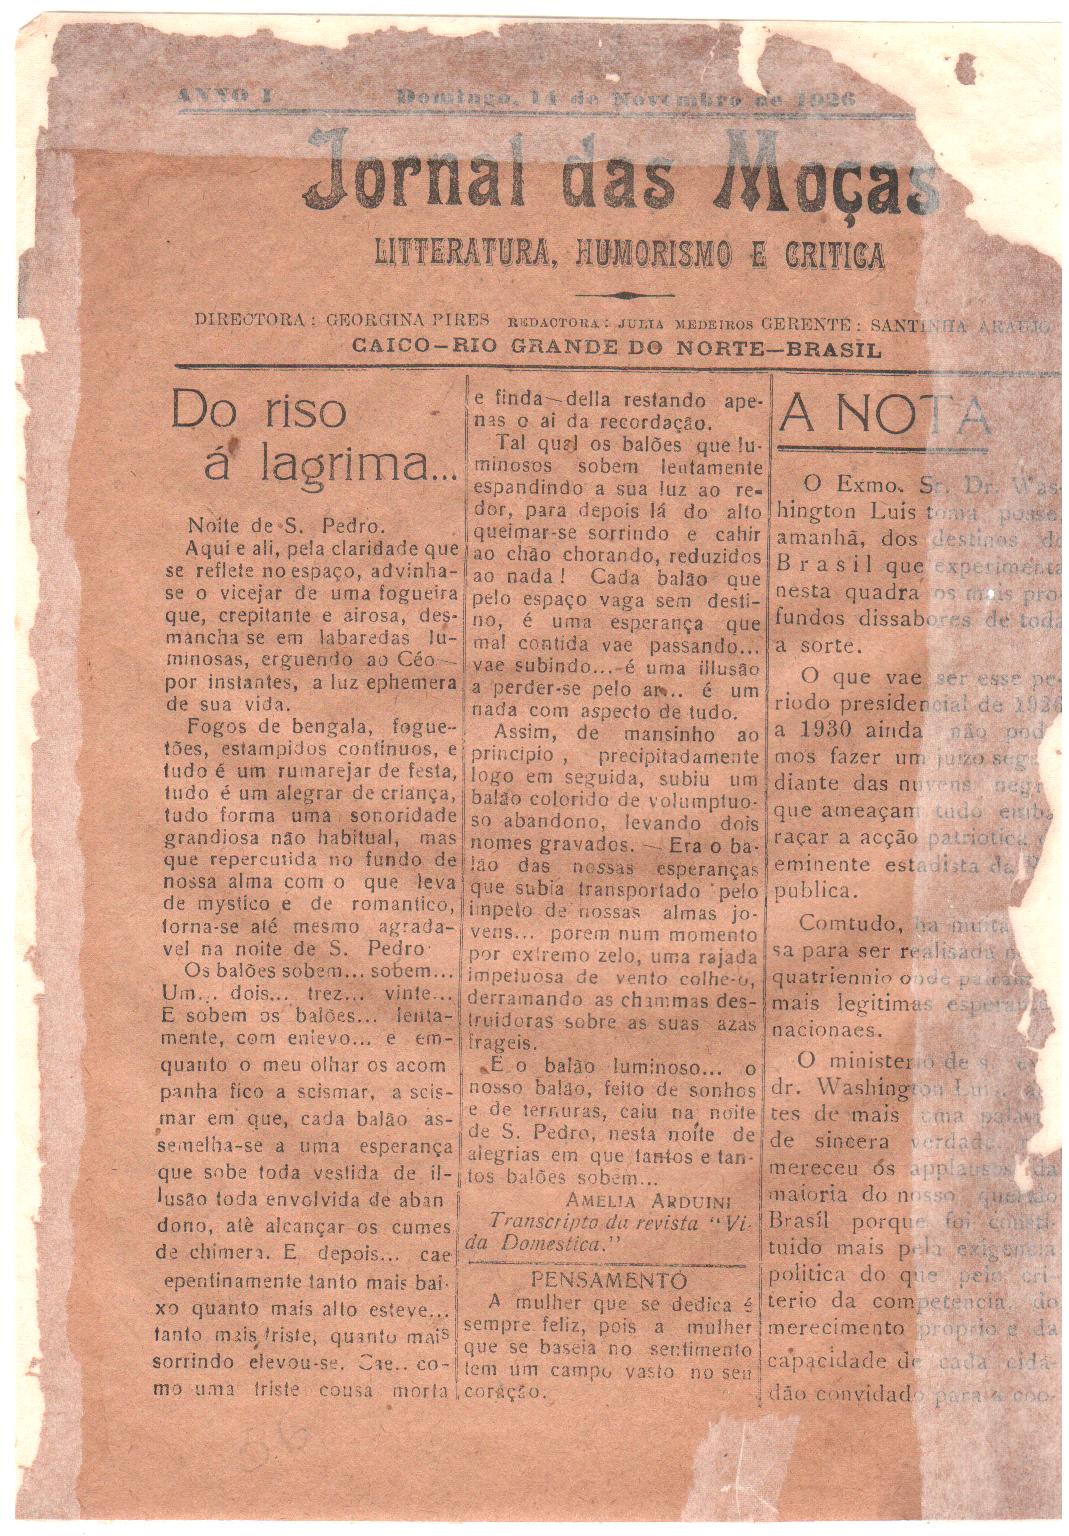 ANNO I Domingo, 14 de Novembro de 1926
Jornal das Moças
LITTERATURA, HUMORISMO E CRITICA
DIRECTORA: GEORGINA PIRES REDACTORA: JULIA MEDEIROS GERENTE: SANTINHA ARAUJO
CAICO—RIO GRANDE DO NORTE—BRASIL
Do riso
á lagrima...
Noite de S. Pedro.
Aqui e ali, pela claridade que
se reflete no espaço, advinha-
se o vicejar de uma fogueira
que, crepitante e airosa, des-
mancha se em labaredas lu-
minosas, erguendo ao Céo—
por instantes, a luz ephemera
de sua vida.
Fogos de bengala, fogue-
tões, estampidos continuos, e
tudo é um rumarejar de festa,
tudo é um alegrar de criança,
tudo forma uma sonoridade
grandiosa não habitual, mas
que repercutida no fundo de
nossa alma com o que leva
de mystico e de romantico,
torna-se até mesmo agrada-
vel na noite de S. Pedro
Os balões sobem... sobem...
Um... dois... trez... vinte...
E sobem os balões... lenta-
mente, com enievo... e em-
quanto o meu olhar os acom
panha fico a scismar, a scis-
mar em que, cada balão as-
semelha-se a uma esperança
que sobe toda vestida de il-
lusão toda envolvida de aban
dono, atè alcançar os cumes
de chimera. E depois... cae
epentinamente tanto mais bai-
xo quanto mais alto esteve...
tanto mais triste, quanto mais
sorrindo elevou-se. Cae.. co-
mo uma triste cousa morta
e finda—della restando ape-
nas o ai da recordação.
Tal qual os balões que lu-
minosos sobem lentamente
espandindo a sua luz ao re-
dor, para depois lá do alto
queimar-se sorrindo e cahir
ao chão chorando, reduzidos
ao nada! Cada balão que
pelo espaço vaga sem desti-
no, é uma esperança que
mal contida vae passando...
vae subindo...-é uma illusão
a perder-se pelo ar... é um
nada com aspecto de tudo.
Assim, de mansinho ao
principio, precipitadamente
logo em seguida, subiu um
balão colorido de volumptuo-
so abandono, levando dois
nomes gravados.—Era o ba-
lão das nossas esperanças
que subia transportado pelo
impeto de nossas almas jo-
vens... porem num momento
por extremo zelo, uma rajada
impetuosa de vento colhe-o,
derramando as chammas des-
truidoras sobre as suas azas
frageis.
E o balão luminoso... o
nosso balão, feito de sonhos
e de ternuras, caiu na noite
de S. Pedro, nesta noite de
alegrias em que tantos e tan-
tos balões sobem...
AMELIA ARDUINI
Transcripto da revista "Vi-
da Domestica."
PENSAMENTO
A mulher que se dedica é
sempre feliz, pois a mulher
que se baseia no sentimento
tem um campo vasto no seu
coração.
A NOTA
O Exmo. Sr. Dr. Was-
hington Luis toma posse,
amanhã, dos destinos do
Brasil que experimenta
nesta quadra os mais pro-
fundos dissabores de toda
a sorte.
O que vae ser esse pe-
riodo presidencial de 1926
a 1930 ainda não pod
mos fazer um juizo segu
diante das nuvens negr
que ameaçam tudo emba
raçar a acção patriotica
eminente estadista da
publica.
Comtudo, ha muita
sa para ser realisada
quatriennio onde
mais legitimas
nacionaes.
O ministerio de s.
dr. Washington Luis,
tes de mais uma
de sincera verdade,
mereceu os applausos da
maioria do nosso querido
Brasil porque foi consti-
tuido mais pela exigencia
politica do que pelo cri-
terio da competencia, do
merecimento proprio e da
capacidade de cada cida-
dão convidado para a coo-